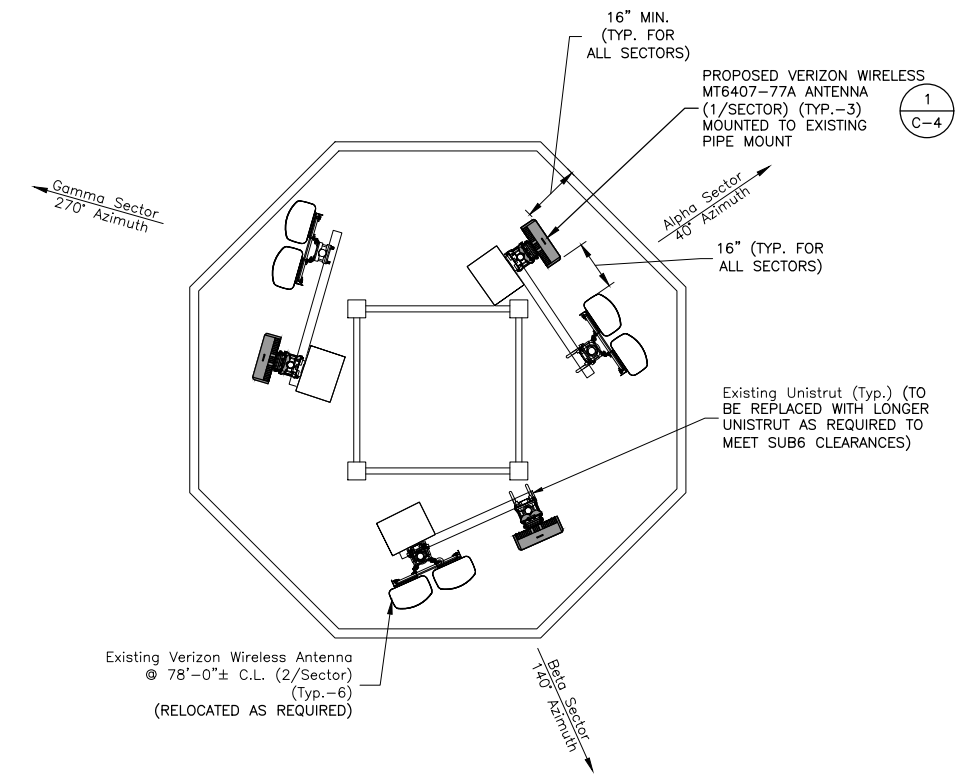 16" MIN.
(TYP. FOR
ALL SECTORS)
PROPOSED VERIZON WIRELESS
MT6407-77A ANTENNA
(1/SECTOR) (TYP.-3)
MOUNTED TO EXISTING
PIPE MOUNT
1
C-4
Gamma Sector
270° Azimuth
Alpha Sector
40° Azimuth
16" (TYP. FOR
ALL SECTORS)
Existing Unistrut (Typ.) (TO
BE REPLACED WITH LONGER
UNISTRUT AS REQUIRED TO
MEET SUB6 CLEARANCES)
Existing Verizon Wireless Antenna
@ 78'-0"± C.L. (2/Sector)
(Typ.-6)
(RELOCATED AS REQUIRED)
Beta Sector
140° Azimuth